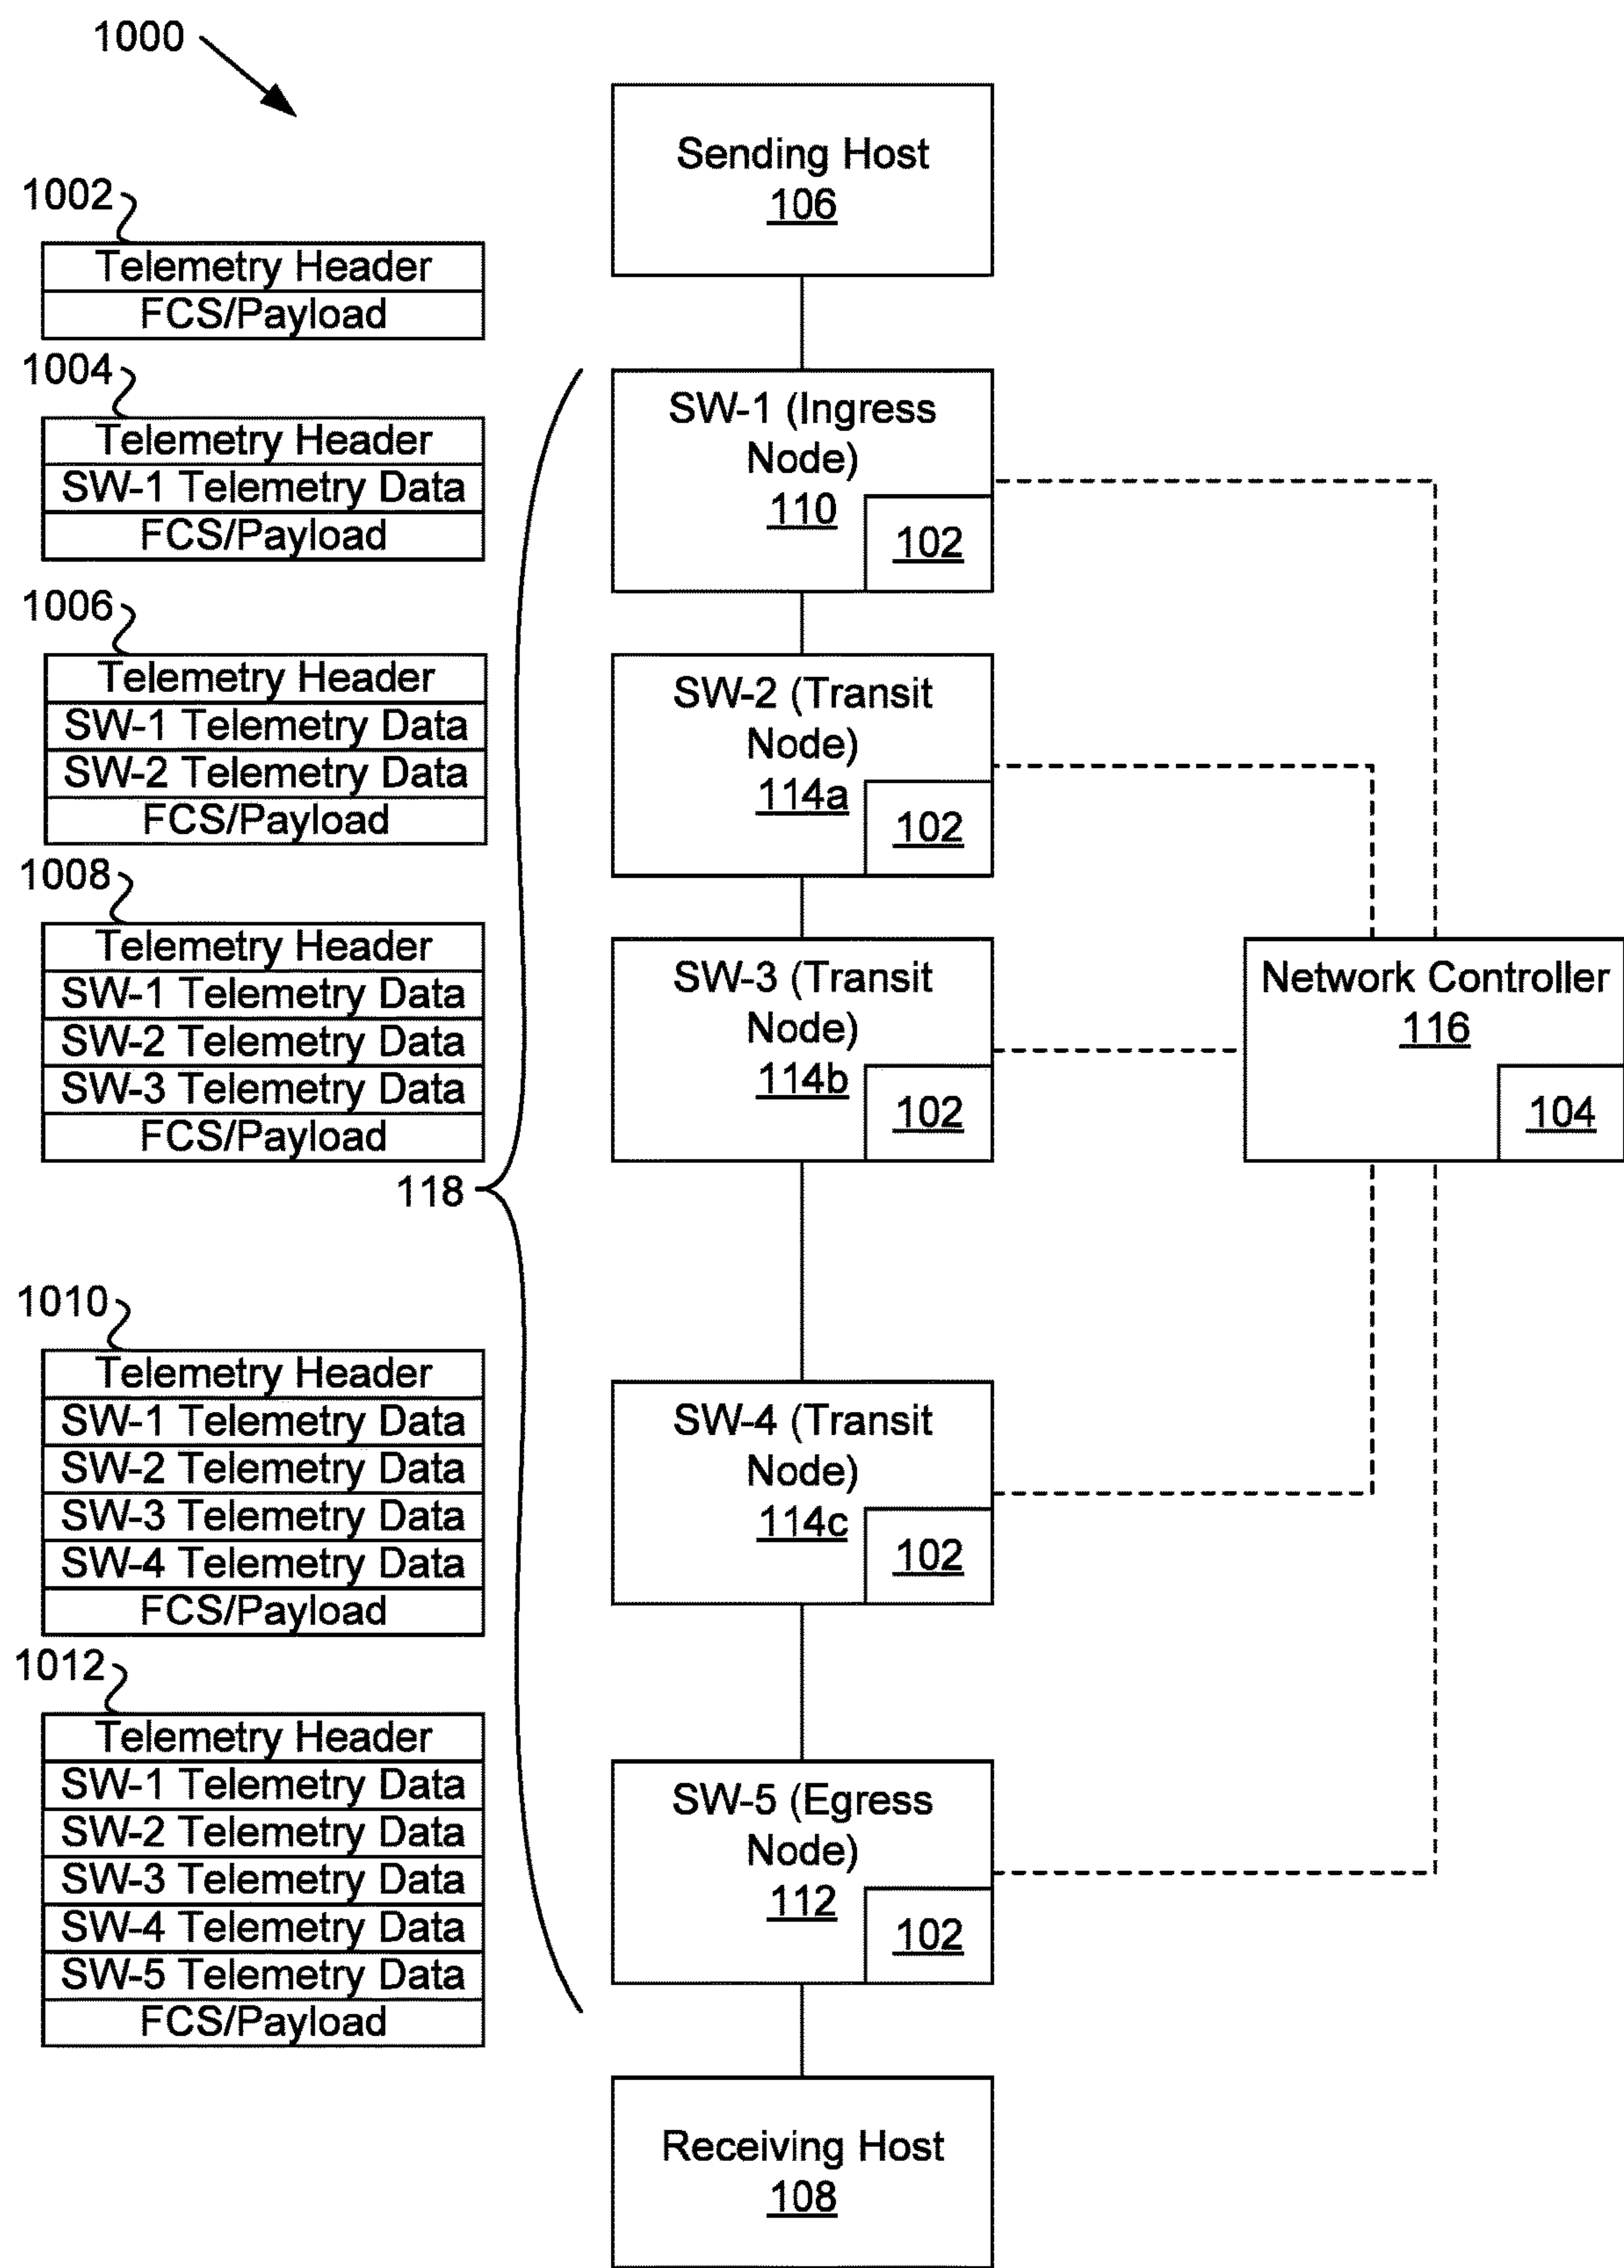 1000
Sending Host
106
1002
Telemetry Header
FCS/Payload
1004
Telemetry Header
SW-1 Telemetry Data
FCS/Payload
SW-1 (Ingress
Node)
110
102
1006
Telemetry Header
SW-1 Telemetry Data
SW-2 Telemetry Data
FCS/Payload
SW-2 (Transit
Node)
114a
102
1008
Telemetry Header
SW-1 Telemetry Data
SW-2 Telemetry Data
SW-3 Telemetry Data
FCS/Payload
118
SW-3 (Transit
Node)
114b
102
Network Controller
116
104
1010
Telemetry Header
SW-1 Telemetry Data
SW-2 Telemetry Data
SW-3 Telemetry Data
SW-4 Telemetry Data
FCS/Payload
SW-4 (Transit
Node)
114c
102
1012
Telemetry Header
SW-1 Telemetry Data
SW-2 Telemetry Data
SW-3 Telemetry Data
SW-4 Telemetry Data
SW-5 Telemetry Data
FCS/Payload
SW-5 (Egress
Node)
112
102
Receiving Host
108